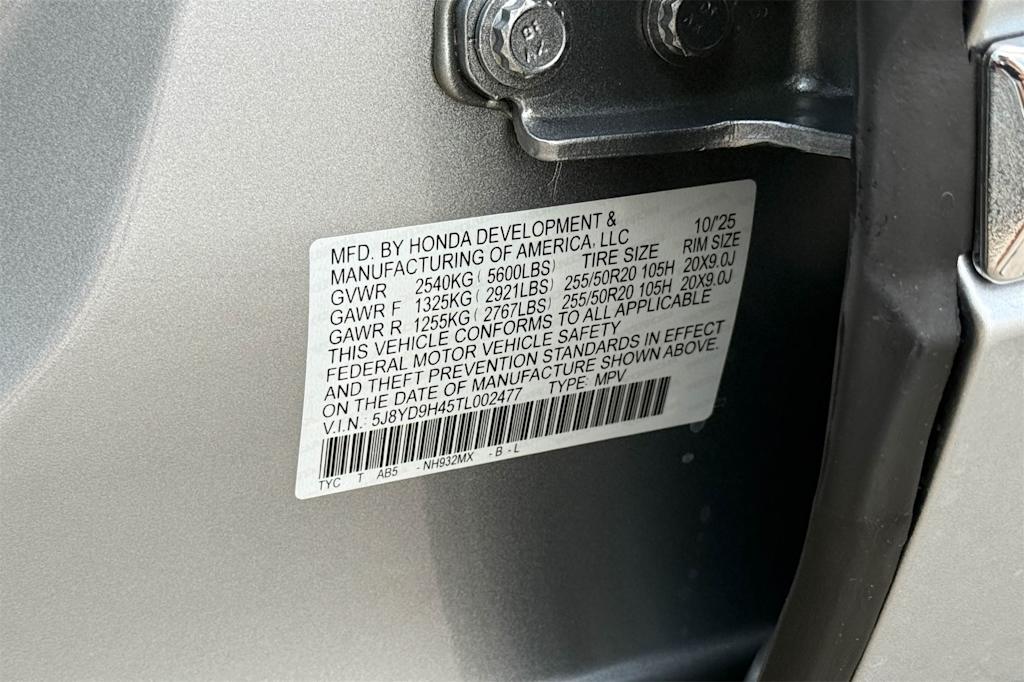 MFD. BY HONDA DEVELOPMENT & 10/'25
MANUFACTURING OF AMERICA, LLC RIM SIZE
GVWR 2540KG ( 5600LBS) TIRE SIZE
GAWR F 1325KG ( 2921LBS) 255/50R20 105H 20X9.0J
GAWR R 1255KG ( 2767LBS) 255/50R20 105H 20X9.0J
THIS VEHICLE CONFORMS TO ALL APPLICABLE
FEDERAL MOTOR VEHICLE SAFETY
AND THEFT PREVENTION STANDARDS IN EFFECT
ON THE DATE OF MANUFACTURE SHOWN ABOVE.
V.I.N.: 5J8YD9H45TL002477 TYPE: MPV
TYC T AB5 - NH932MX - B - L